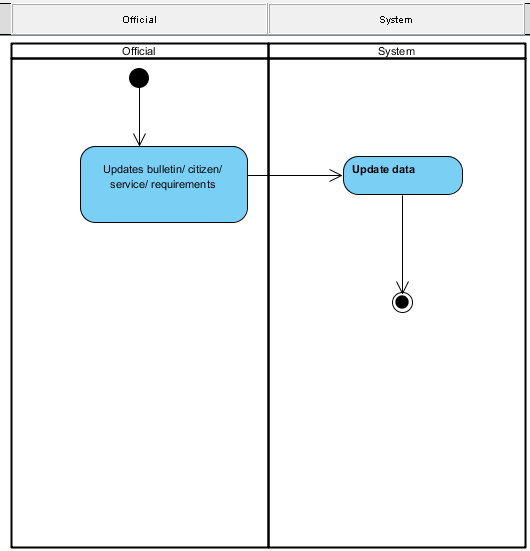 Official
System
Official
System
Updates bulletin/ citizen/
service/ requirements
Update data